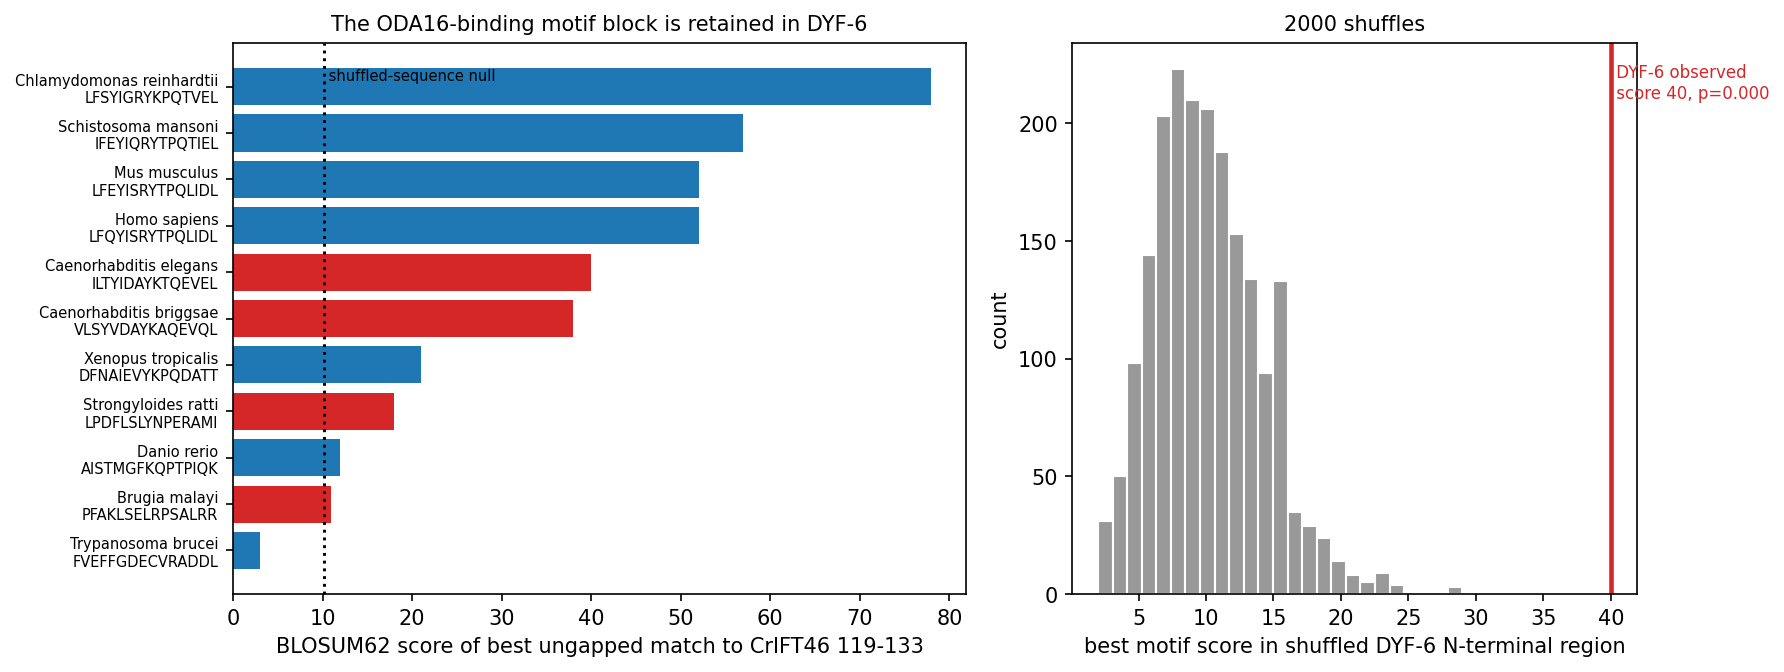 The ODA16-binding motif block is retained in DYF-6
shuffled-sequence null
Chlamydomonas reinhardtii
LFSYIGRYKPQTVEL
Schistosoma mansoni
IFEYIQRYTPQTIEL
Mus musculus
LFEYISRYTPQLIDL
Homo sapiens
LFQYISRYTPQLIDL
Caenorhabditis elegans
ILTYIDAYKTQEVEL
Caenorhabditis briggsae
VLSYVDAYKAQEVQL
Xenopus tropicalis
DFNAIEVYKPQDATT
Strongyloides ratti
LPDFLSLYNPERAMI
Danio rerio
AISTMGFKQPTPIQK
Brugia malayi
PFAKLSELRPSALRR
Trypanosoma brucei
FVEFFGDECVRADDL
0 10 20 30 40 50 60 70 80
BLOSUM62 score of best ungapped match to CrIFT46 119-133
2000 shuffles
DYF-6 observed
score 40, p=0.000
count
200
150
100
50
0
5 10 15 20 25 30 35 40
best motif score in shuffled DYF-6 N-terminal region